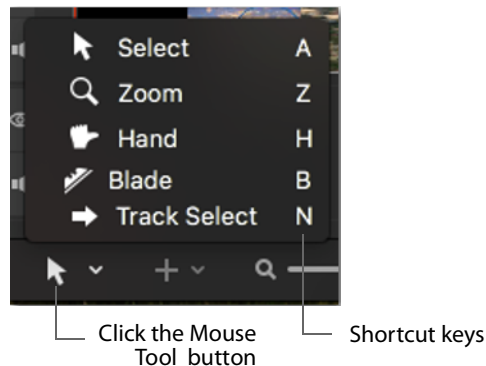 Select A
Zoom Z
Hand H
Blade B
Track Select N
Click the Mouse Shortcut keys
Tool button